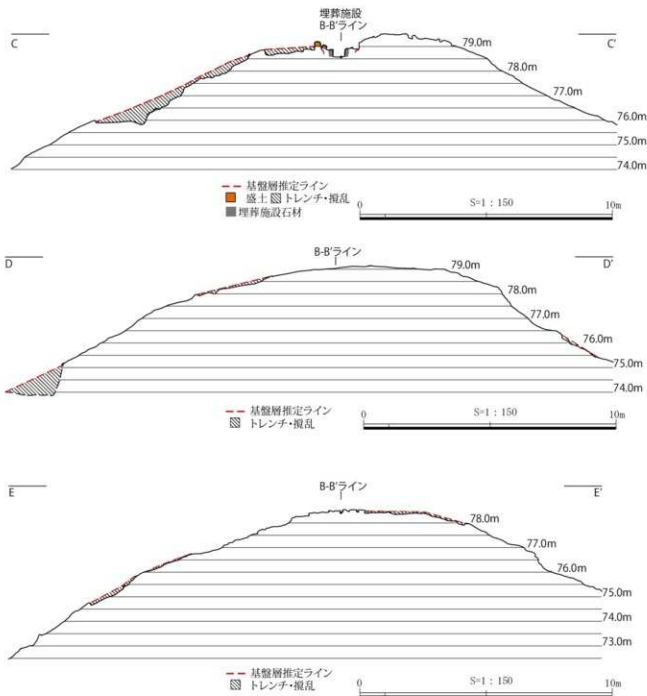 埋葬施設
B-B'ライン
C
C'
79.0m
78.0m
77.0m
76.0m
75.0m
74.0m
基盤層推定ライン
盛土 トレンチ・撹乱
埋葬施設石材
0 S=1：150 10m
B-B'ライン
D
D'
79.0m
78.0m
77.0m
76.0m
75.0m
74.0m
基盤層推定ライン
トレンチ・撹乱
0 S=1：150 10m
B-B'ライン
E
E'
78.0m
77.0m
76.0m
75.0m
74.0m
73.0m
基盤層推定ライン
トレンチ・撹乱
0 S=1：150 10m